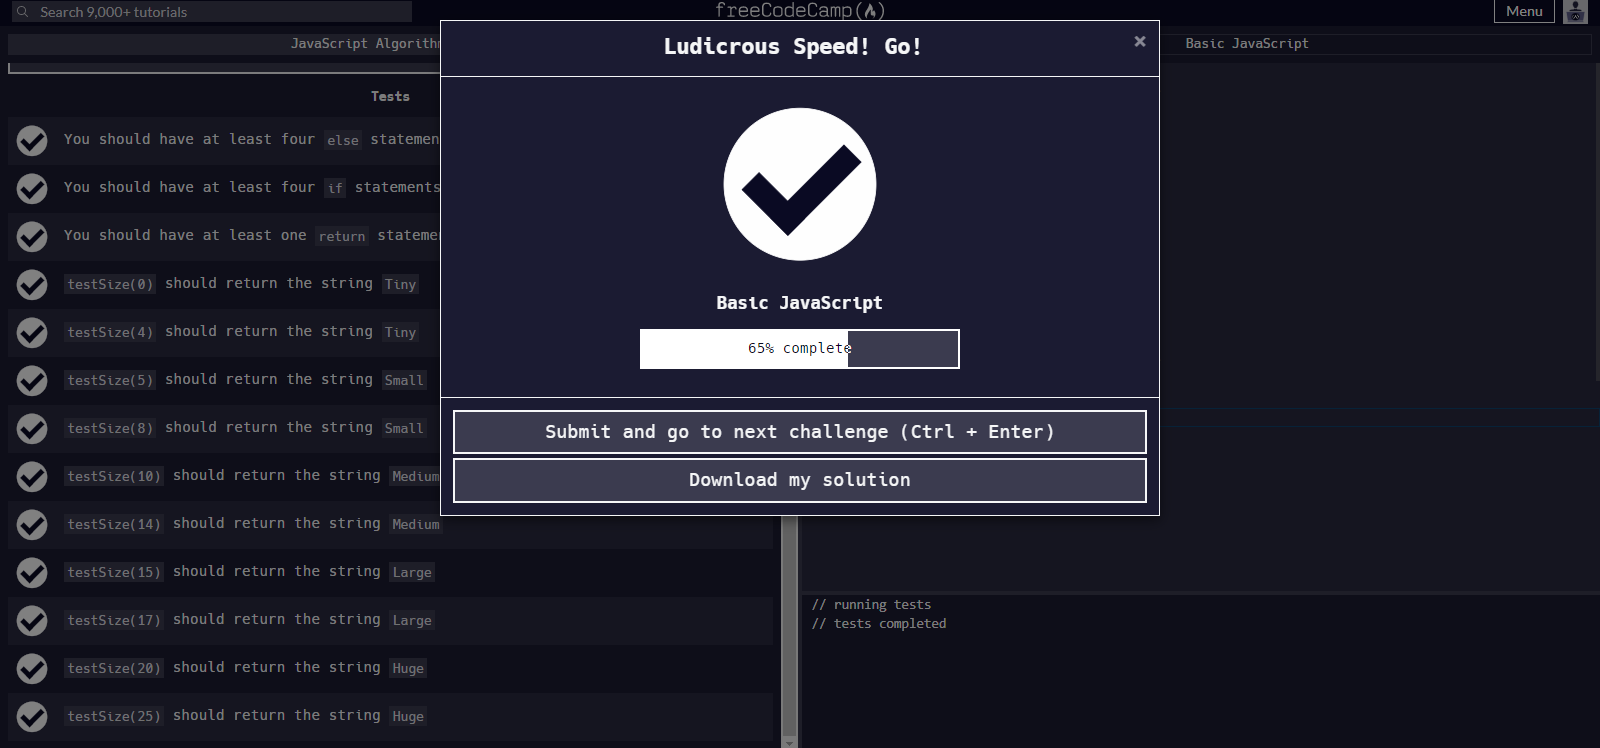 Search 9,000+ tutorials
freeCodeCamp
Menu
JavaScript Algorithm
Basic JavaScript
Tests
You should have at least four else statemen
You should have at least four if statements
You should have at least one return stateme
testSize(0) should return the string Tiny
testSize(4) should return the string Tiny
testSize(5) should return the string Small
testSize(8) should return the string Small
testSize(10) should return the string Medium
testSize(14) should return the string Medium
testSize(15) should return the string Large
testSize(17) should return the string Large
testSize(20) should return the string Huge
testSize(25) should return the string Huge
Ludicrous Speed! Go!
×
Basic JavaScript
65% complete
Submit and go to next challenge (Ctrl + Enter)
Download my solution
// running tests
// tests completed